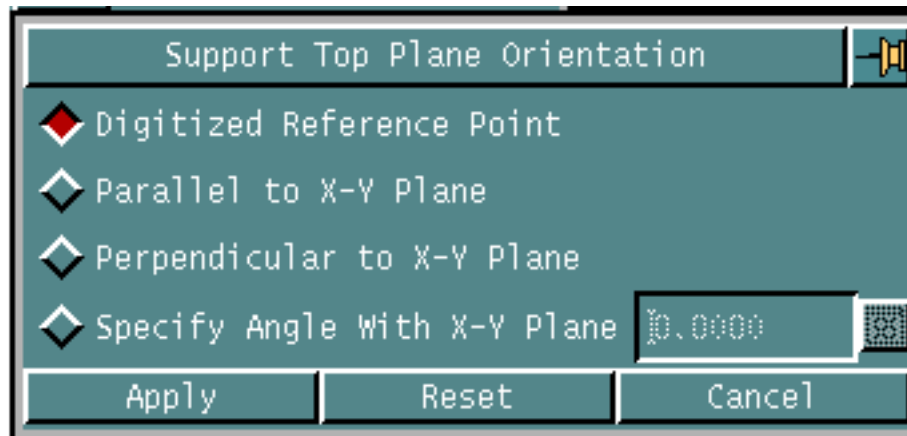 Support Top Plane Orientation
Digitized Reference Point
Parallel to X-Y Plane
Perpendicular to X-Y Plane
Specify Angle With X-Y Plane 0.0000
Apply Reset Cancel